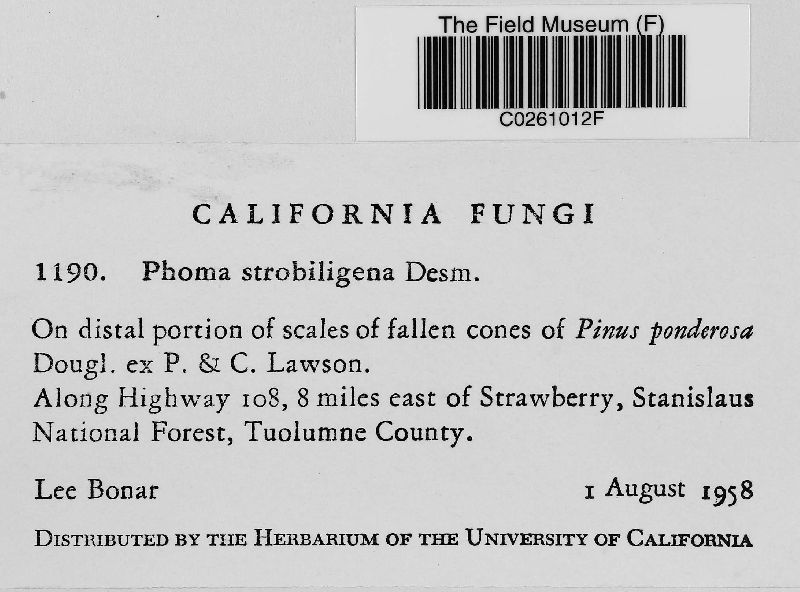 The Field Museum (F)
C0261012F
CALIFORNIA FUNGI
1190. Phoma strobiligena Desm.
On distal portion of scales of fallen cones of Pinus ponderosa
Dougl. ex P. & C. Lawson.
Along Highway 108, 8 miles east of Strawberry, Stanislaus
National Forest, Tuolumne County.
Lee Bonar 1 August 1958
DISTRIBUTED BY THE HERBARIUM OF THE UNIVERSITY OF CALIFORNIA